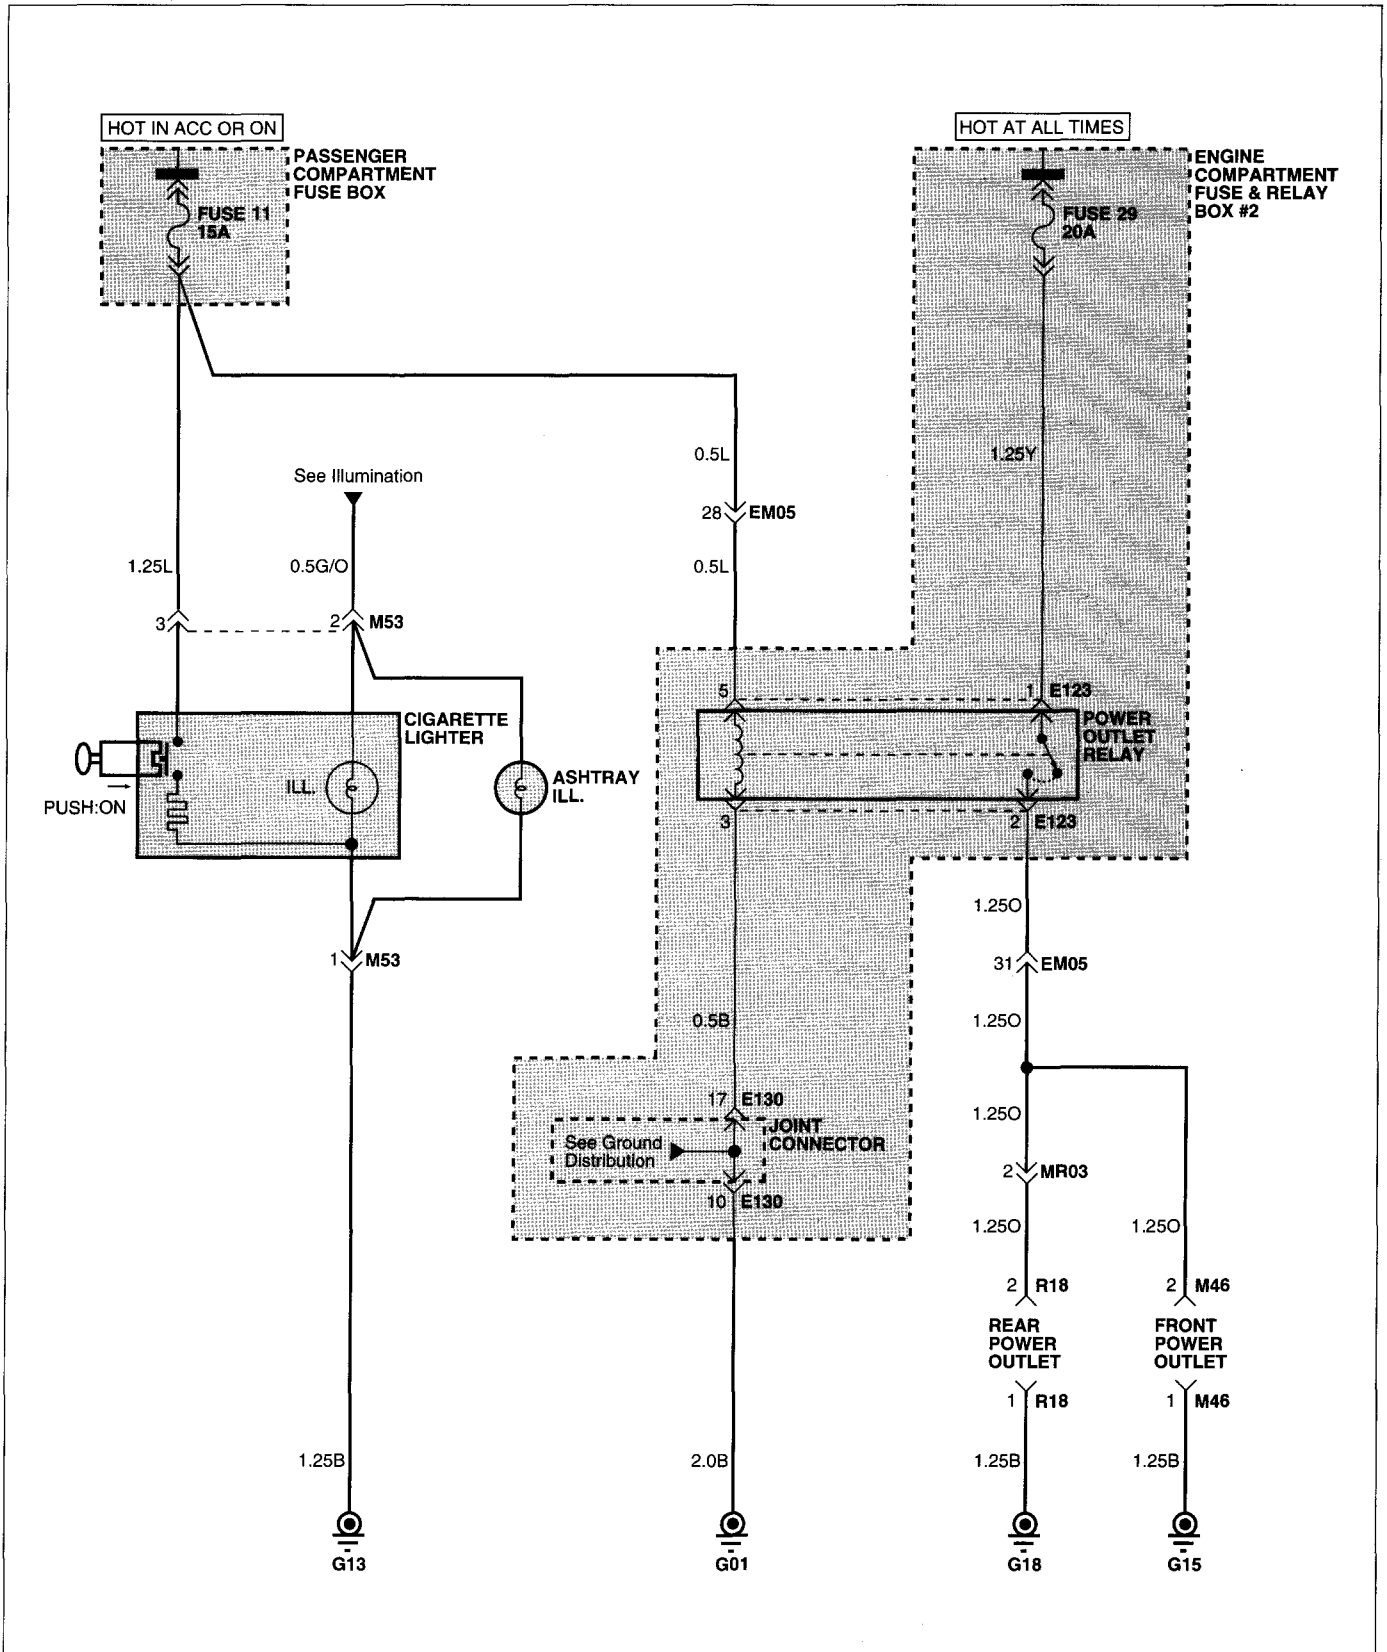 HOT IN ACC OR ON
HOT AT ALL TIMES
PASSENGER
COMPARTMENT
FUSE BOX
FUSE 11
15A
ENGINE
COMPARTMENT
FUSE & RELAY
BOX #2
FUSE 29
20A
0.5L
1.25Y
See Illumination
28 EM05
1.25L
0.5G/O
0.5L
3
2 M53
5
1 E123
CIGARETTE
LIGHTER
POWER
OUTLET
RELAY
ILL.
ASHTRAY
ILL.
PUSH:ON
→
3
2 E123
1.25O
1 M53
31 EM05
0.5B
1.25O
17 E130
1.25O
JOINT
CONNECTOR
See Ground
Distribution
2 MR03
10 E130
1.25O
1.25O
2 R18
2 M46
REAR
POWER
OUTLET
FRONT
POWER
OUTLET
1 R18
1 M46
1.25B
2.0B
1.25B
1.25B
G13
G01
G18
G15